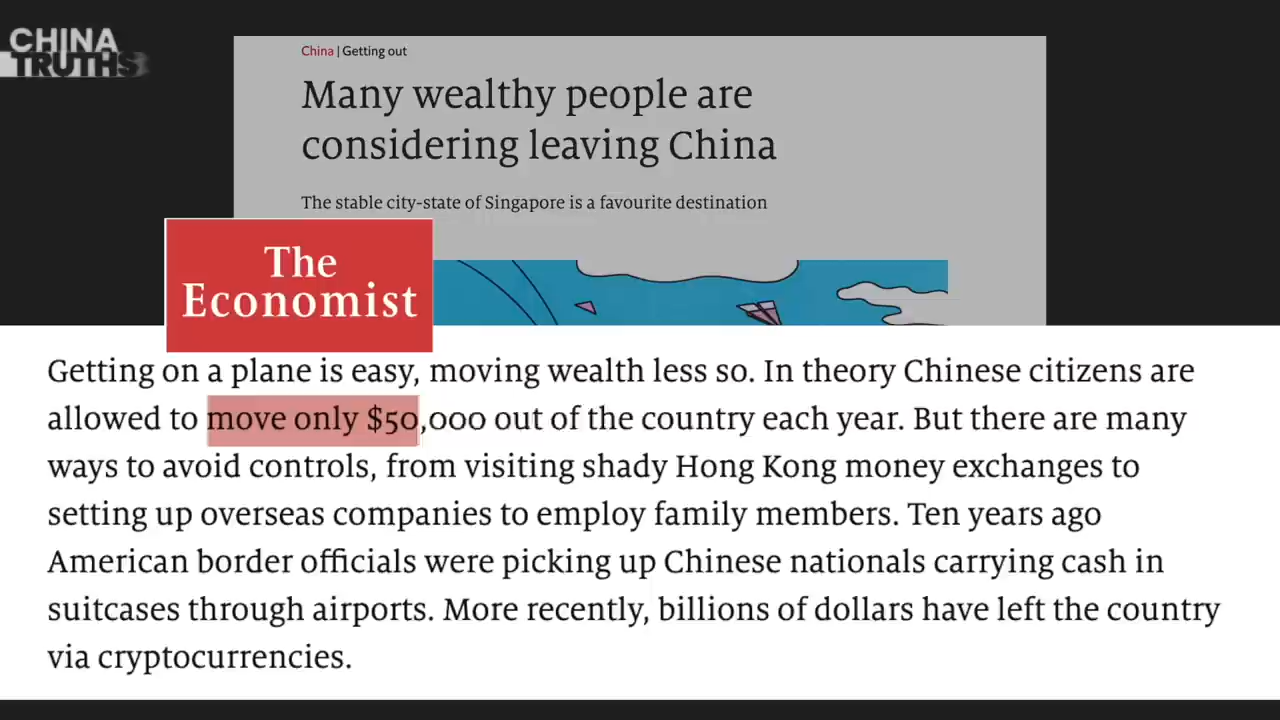 CHINA
TRUTHS
China | Getting out
Many wealthy people are
considering leaving China
The stable city-state of Singapore is a favourite destination
The
Economist
Getting on a plane is easy, moving wealth less so. In theory Chinese citizens are
allowed to move only $50,000 out of the country each year. But there are many
ways to avoid controls, from visiting shady Hong Kong money exchanges to
setting up overseas companies to employ family members. Ten years ago
American border officials were picking up Chinese nationals carrying cash in
suitcases through airports. More recently, billions of dollars have left the country
via cryptocurrencies.